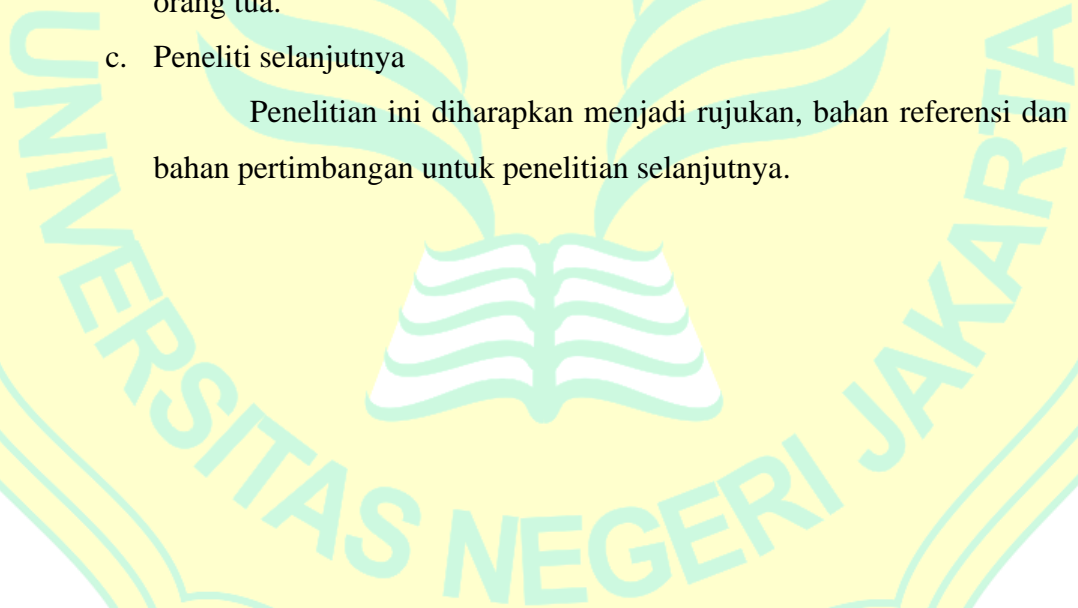 orang tua.
c. Peneliti selanjutnya
Penelitian ini diharapkan menjadi rujukan, bahan referensi dan
bahan pertimbangan untuk penelitian selanjutnya.
UNIVERSITAS NEGERI JAKARTA